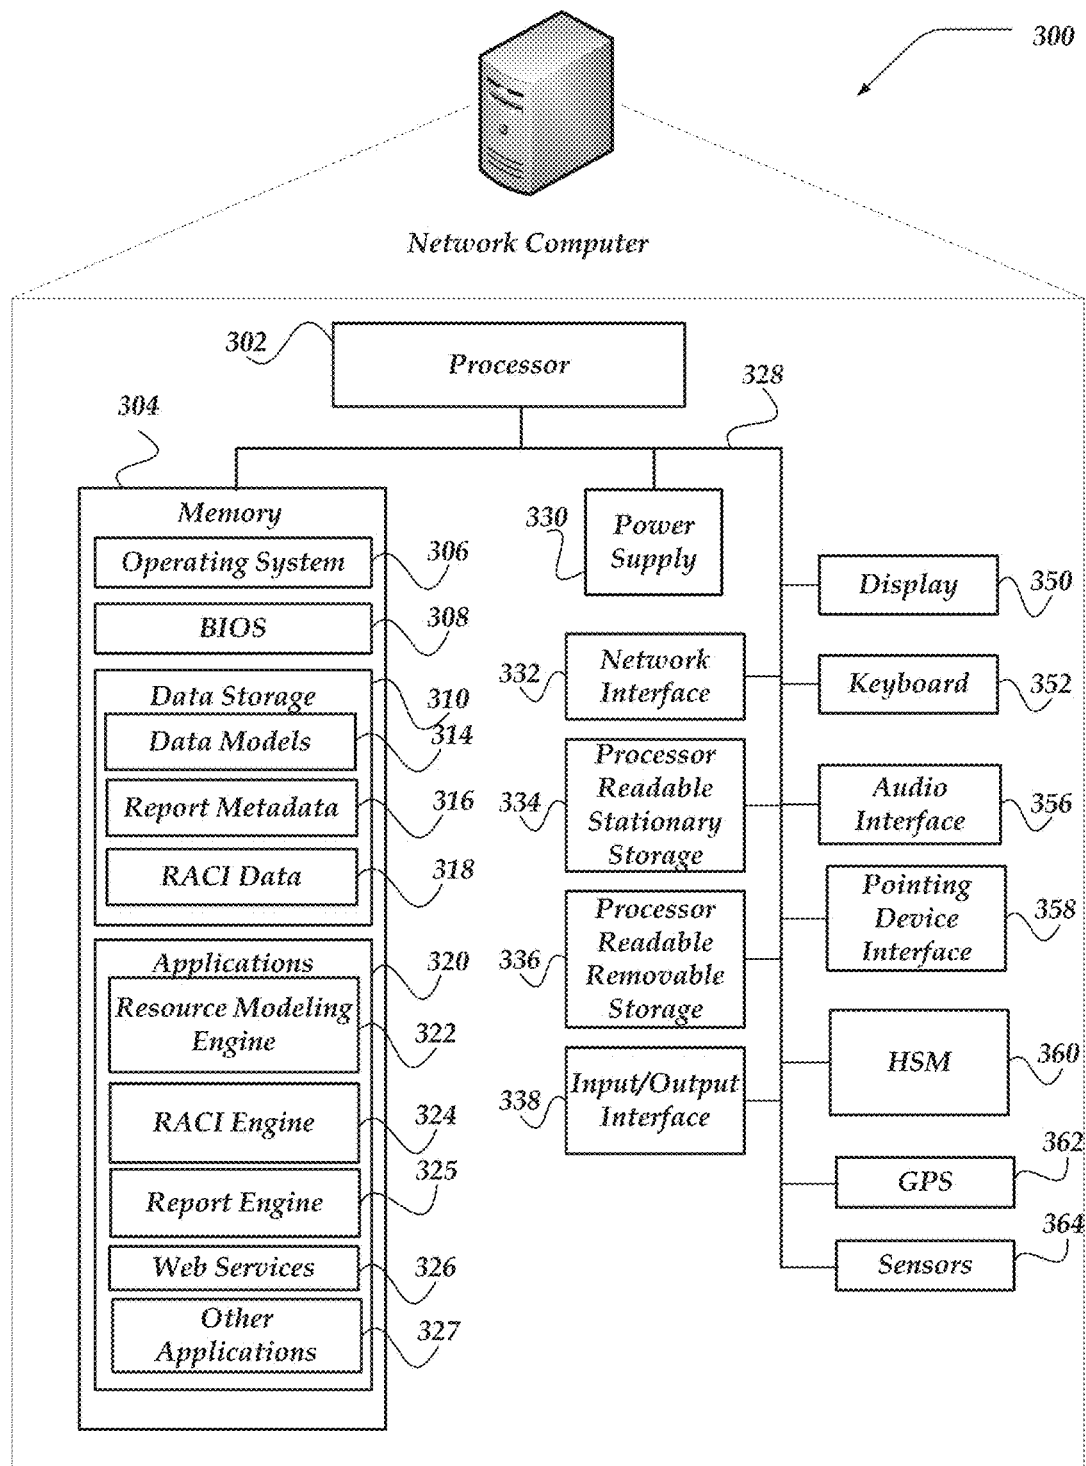 300
Network Computer
302
Processor
328
304
Memory
Operating System
306
BIOS
308
Data Storage
310
Data Models
314
Report Metadata
316
RACI Data
318
Applications
320
Resource Modeling
Engine
322
RACI Engine
324
Report Engine
325
Web Services
326
Other
Applications
327
330
Power
Supply
332
Network
Interface
334
Processor
Readable
Stationary
Storage
336
Processor
Readable
Removable
Storage
338
Input/Output
Interface
Display
350
Keyboard
352
Audio
Interface
356
Pointing
Device
Interface
358
HSM
360
GPS
362
Sensors
364